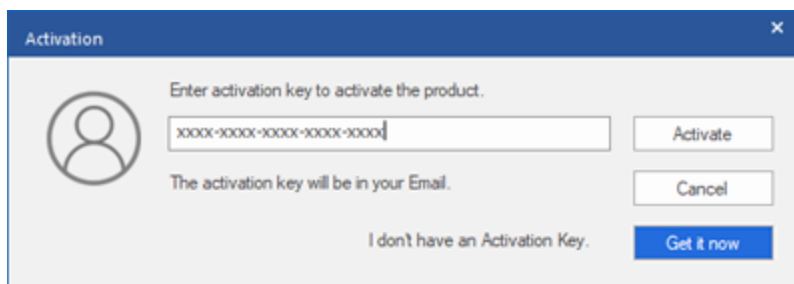 Activation
×
Enter activation key to activate the product.
xxxx-xxxx-xxxx-xxxx-xxxx
Activate
The activation key will be in your Email.
Cancel
I don't have an Activation Key.
Get it now